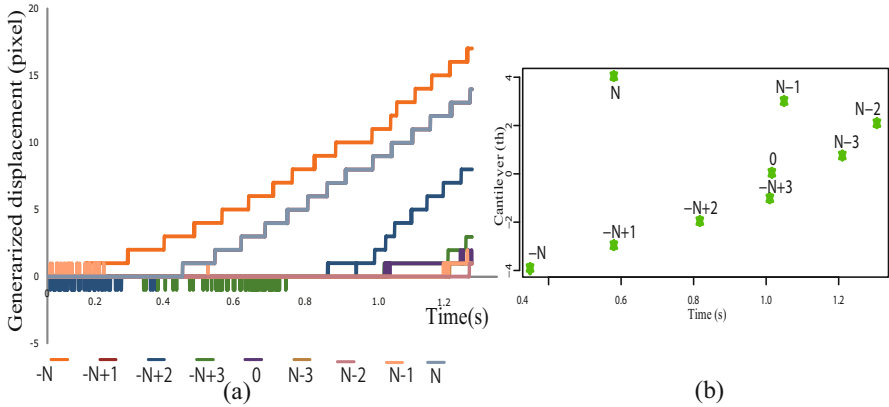 Generarized displacement (pixel)
20
15
10
5
0
-5
0
0.2
0.4
0.6
0.8
1.0
1.2
Time(s)
-N
-N+1
-N+2
-N+3
0
N-3
N-2
N-1
N
(a)
Cantilever (th)
4
2
0
−2
−4
N
N−1
N−2
N−3
0
−N+3
−N+2
−N+1
−N
0.4
0.6
0.8
1.0
1.2
Time (s)
(b)